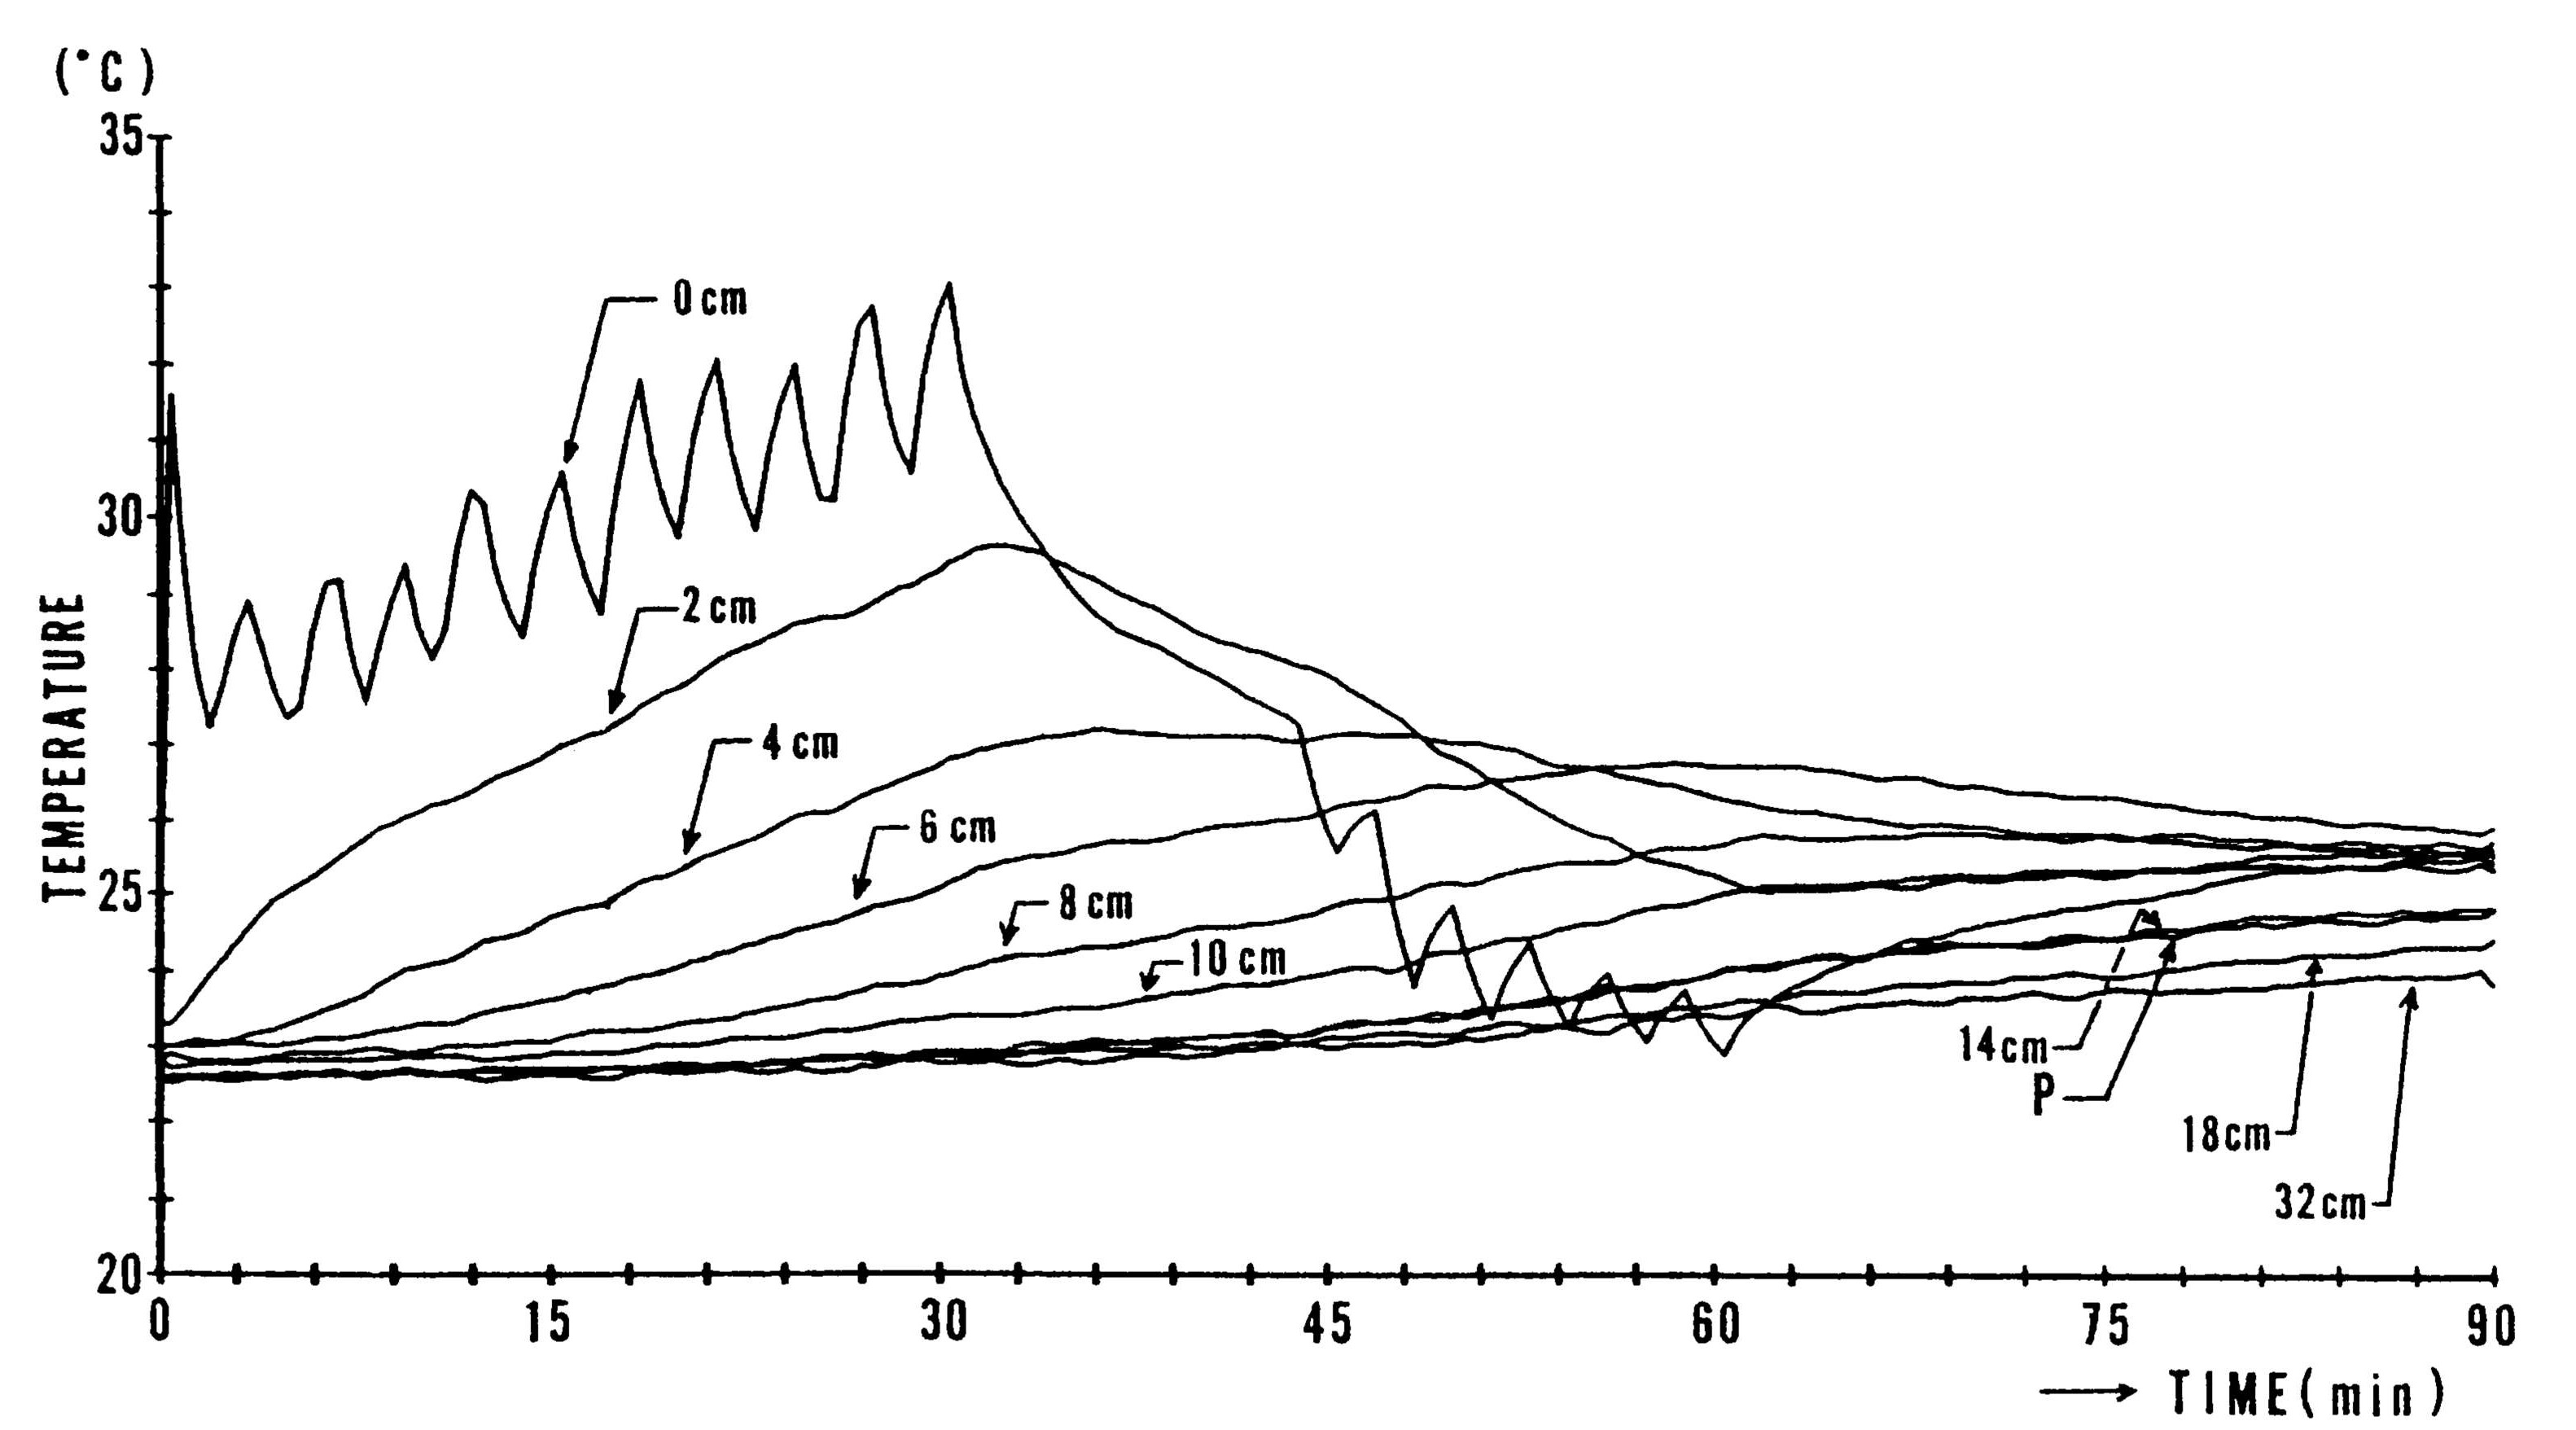 (°C)
35
30
25
20
TEMPERATURE
0 cm
2 cm
4 cm
6 cm
8 cm
10 cm
14cm
P
18cm
32cm
0 15 30 45 60 75 90
→ TIME(min)